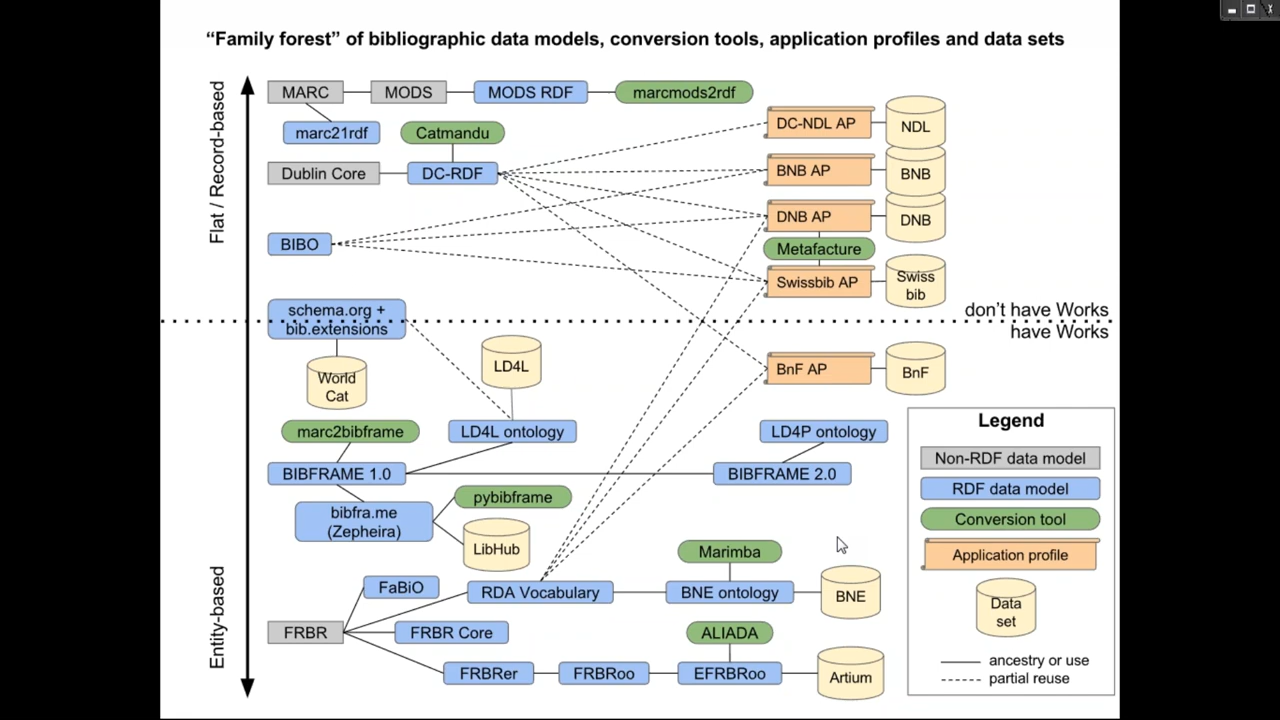 “Family forest” of bibliographic data models, conversion tools, application profiles and data sets
Flat / Record-based
Entity-based
MARC
MODS
MODS RDF
marcmods2rdf
marc21rdf
Catmandu
Dublin Core
DC-RDF
BIBO
DC-NDL AP
NDL
BNB AP
BNB
DNB AP
DNB
Metafacture
Swissbib AP
Swiss
bib
schema.org +
bib.extensions
don’t have Works
have Works
World
Cat
LD4L
BnF AP
BnF
marc2bibframe
LD4L ontology
LD4P ontology
BIBFRAME 1.0
BIBFRAME 2.0
bibfra.me
(Zepheira)
pybibframe
LibHub
Marimba
FaBiO
RDA Vocabulary
BNE ontology
BNE
FRBR
FRBR Core
ALIADA
FRBRer
FRBRoo
EFRBRoo
Artium
Legend
Non-RDF data model
RDF data model
Conversion tool
Application profile
Data
set
ancestry or use
partial reuse